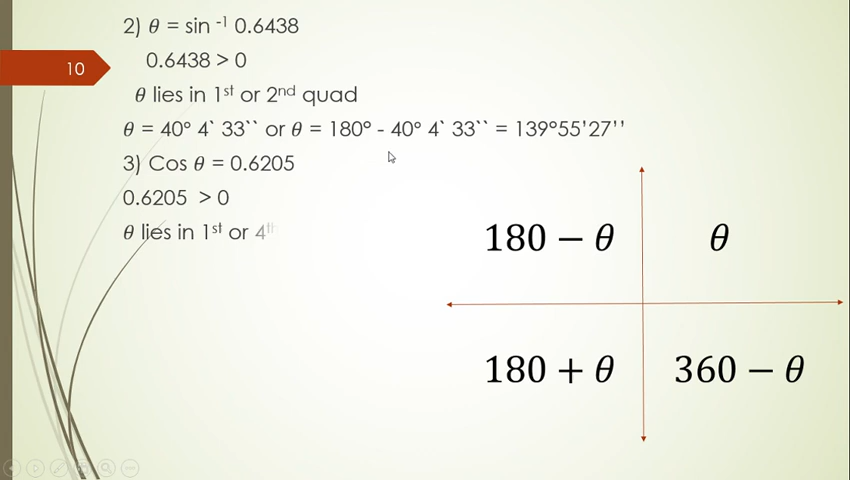 10
2) θ = sin ⁻¹ 0.6438
0.6438 > 0
θ lies in 1st or 2nd quad
θ = 40° 4` 33`` or θ = 180° - 40° 4` 33`` = 139°55'27''
3) Cos θ = 0.6205
0.6205 > 0
θ lies in 1st or 4th
180 − θ
θ
180 + θ
360 − θ